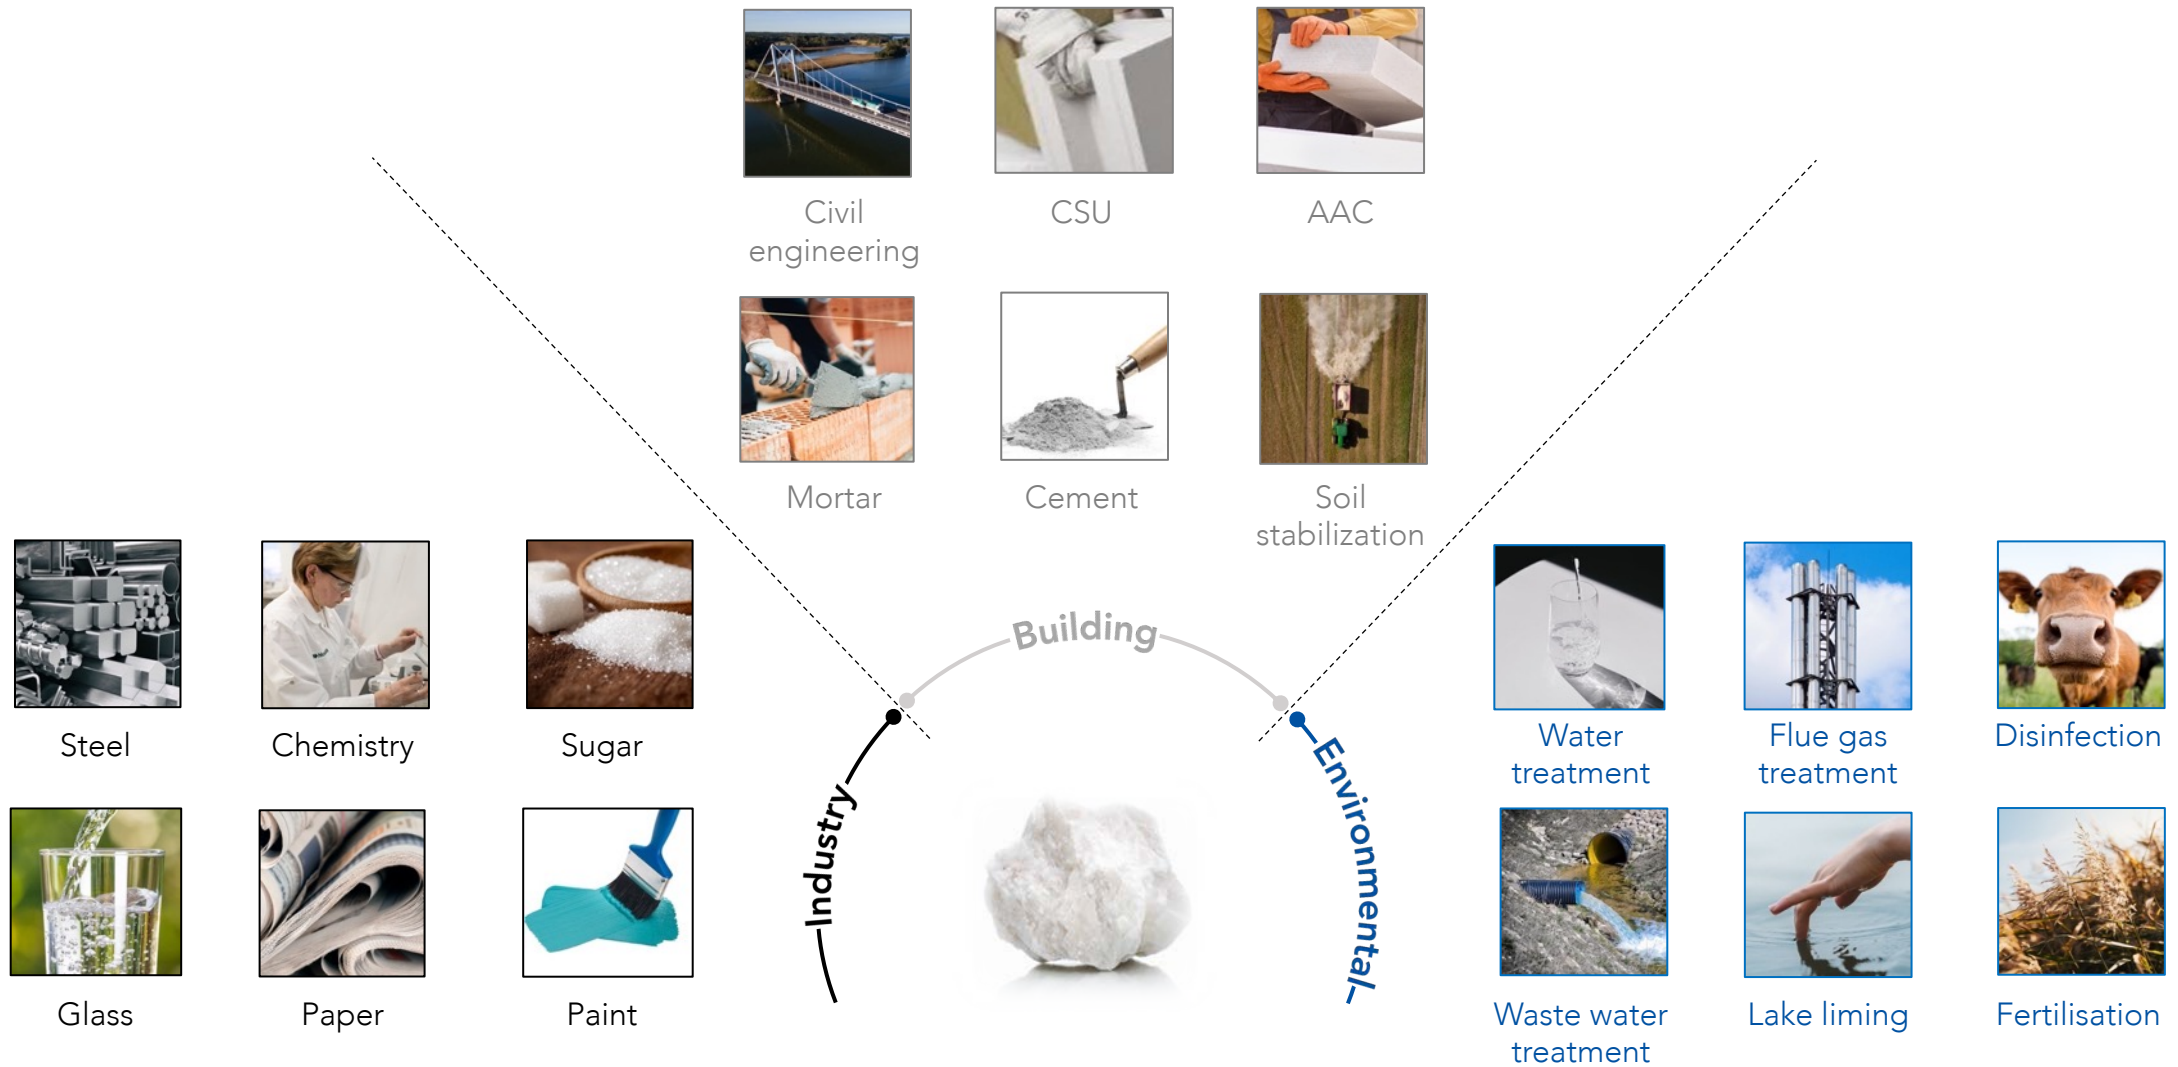 Civil
engineering
CSU
AAC
Mortar
Cement
Soil
stabilization
Building
Industry
Environmental
Steel
Chemistry
Sugar
Glass
Paper
Paint
Water
treatment
Flue gas
treatment
Disinfection
Waste water
treatment
Lake liming
Fertilisation